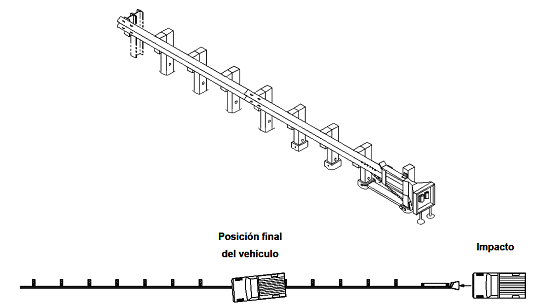 Posición final
del vehículo
Impacto